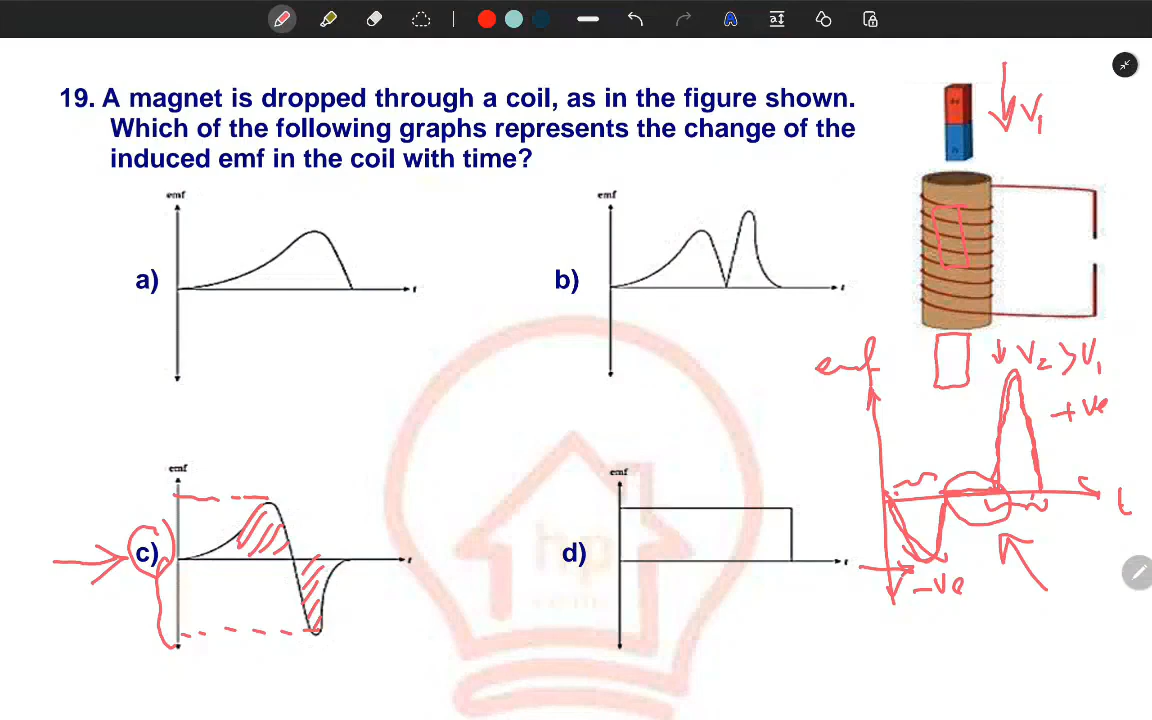 19. A magnet is dropped through a coil, as in the figure shown.
Which of the following graphs represents the change of the
induced emf in the coil with time?
V₁
emf
t
a)
emf
t
b)
emf
t
c)
emf
t
d)
V₂ > V₁
emf
+ve
t
-ve